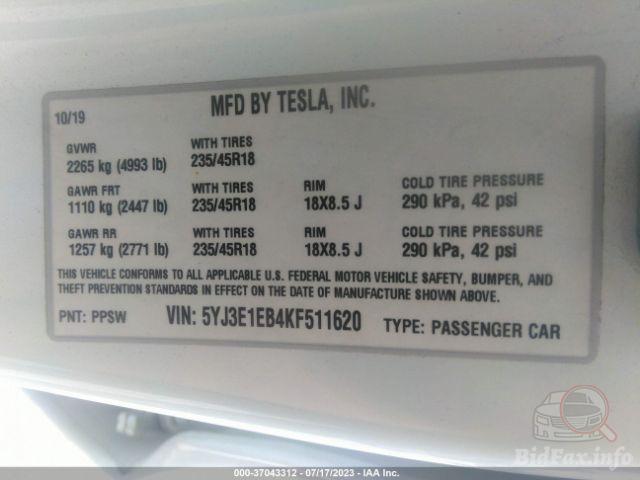 10/19 MFD BY TESLA, INC.
GVWR WITH TIRES
2265 kg (4993 lb) 235/45R18
GAWR FRT WITH TIRES RIM COLD TIRE PRESSURE
1110 kg (2447 lb) 235/45R18 18X8.5 J 290 kPa, 42 psi
GAWR RR WITH TIRES RIM COLD TIRE PRESSURE
1257 kg (2771 lb) 235/45R18 18X8.5 J 290 kPa, 42 psi
THIS VEHICLE CONFORMS TO ALL APPLICABLE U.S. FEDERAL MOTOR VEHICLE SAFETY, BUMPER, AND
THEFT PREVENTION STANDARDS IN EFFECT ON THE DATE OF MANUFACTURE SHOWN ABOVE.
PNT: PPSW VIN: 5YJ3E1EB4KF511620 TYPE: PASSENGER CAR
BidFax.info
000-37043312 - 07/17/2023 - IAA Inc.